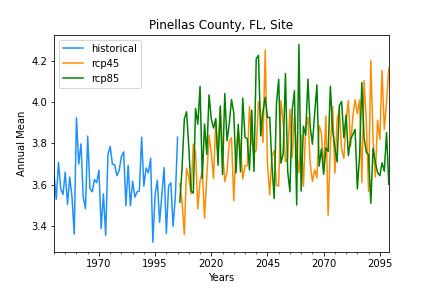 Pinellas County, FL, Site
historical
rcp45
rcp85
Annual Mean
4.2
4.0
3.8
3.6
3.4
1970
1995
2020
2045
2070
2095
Years